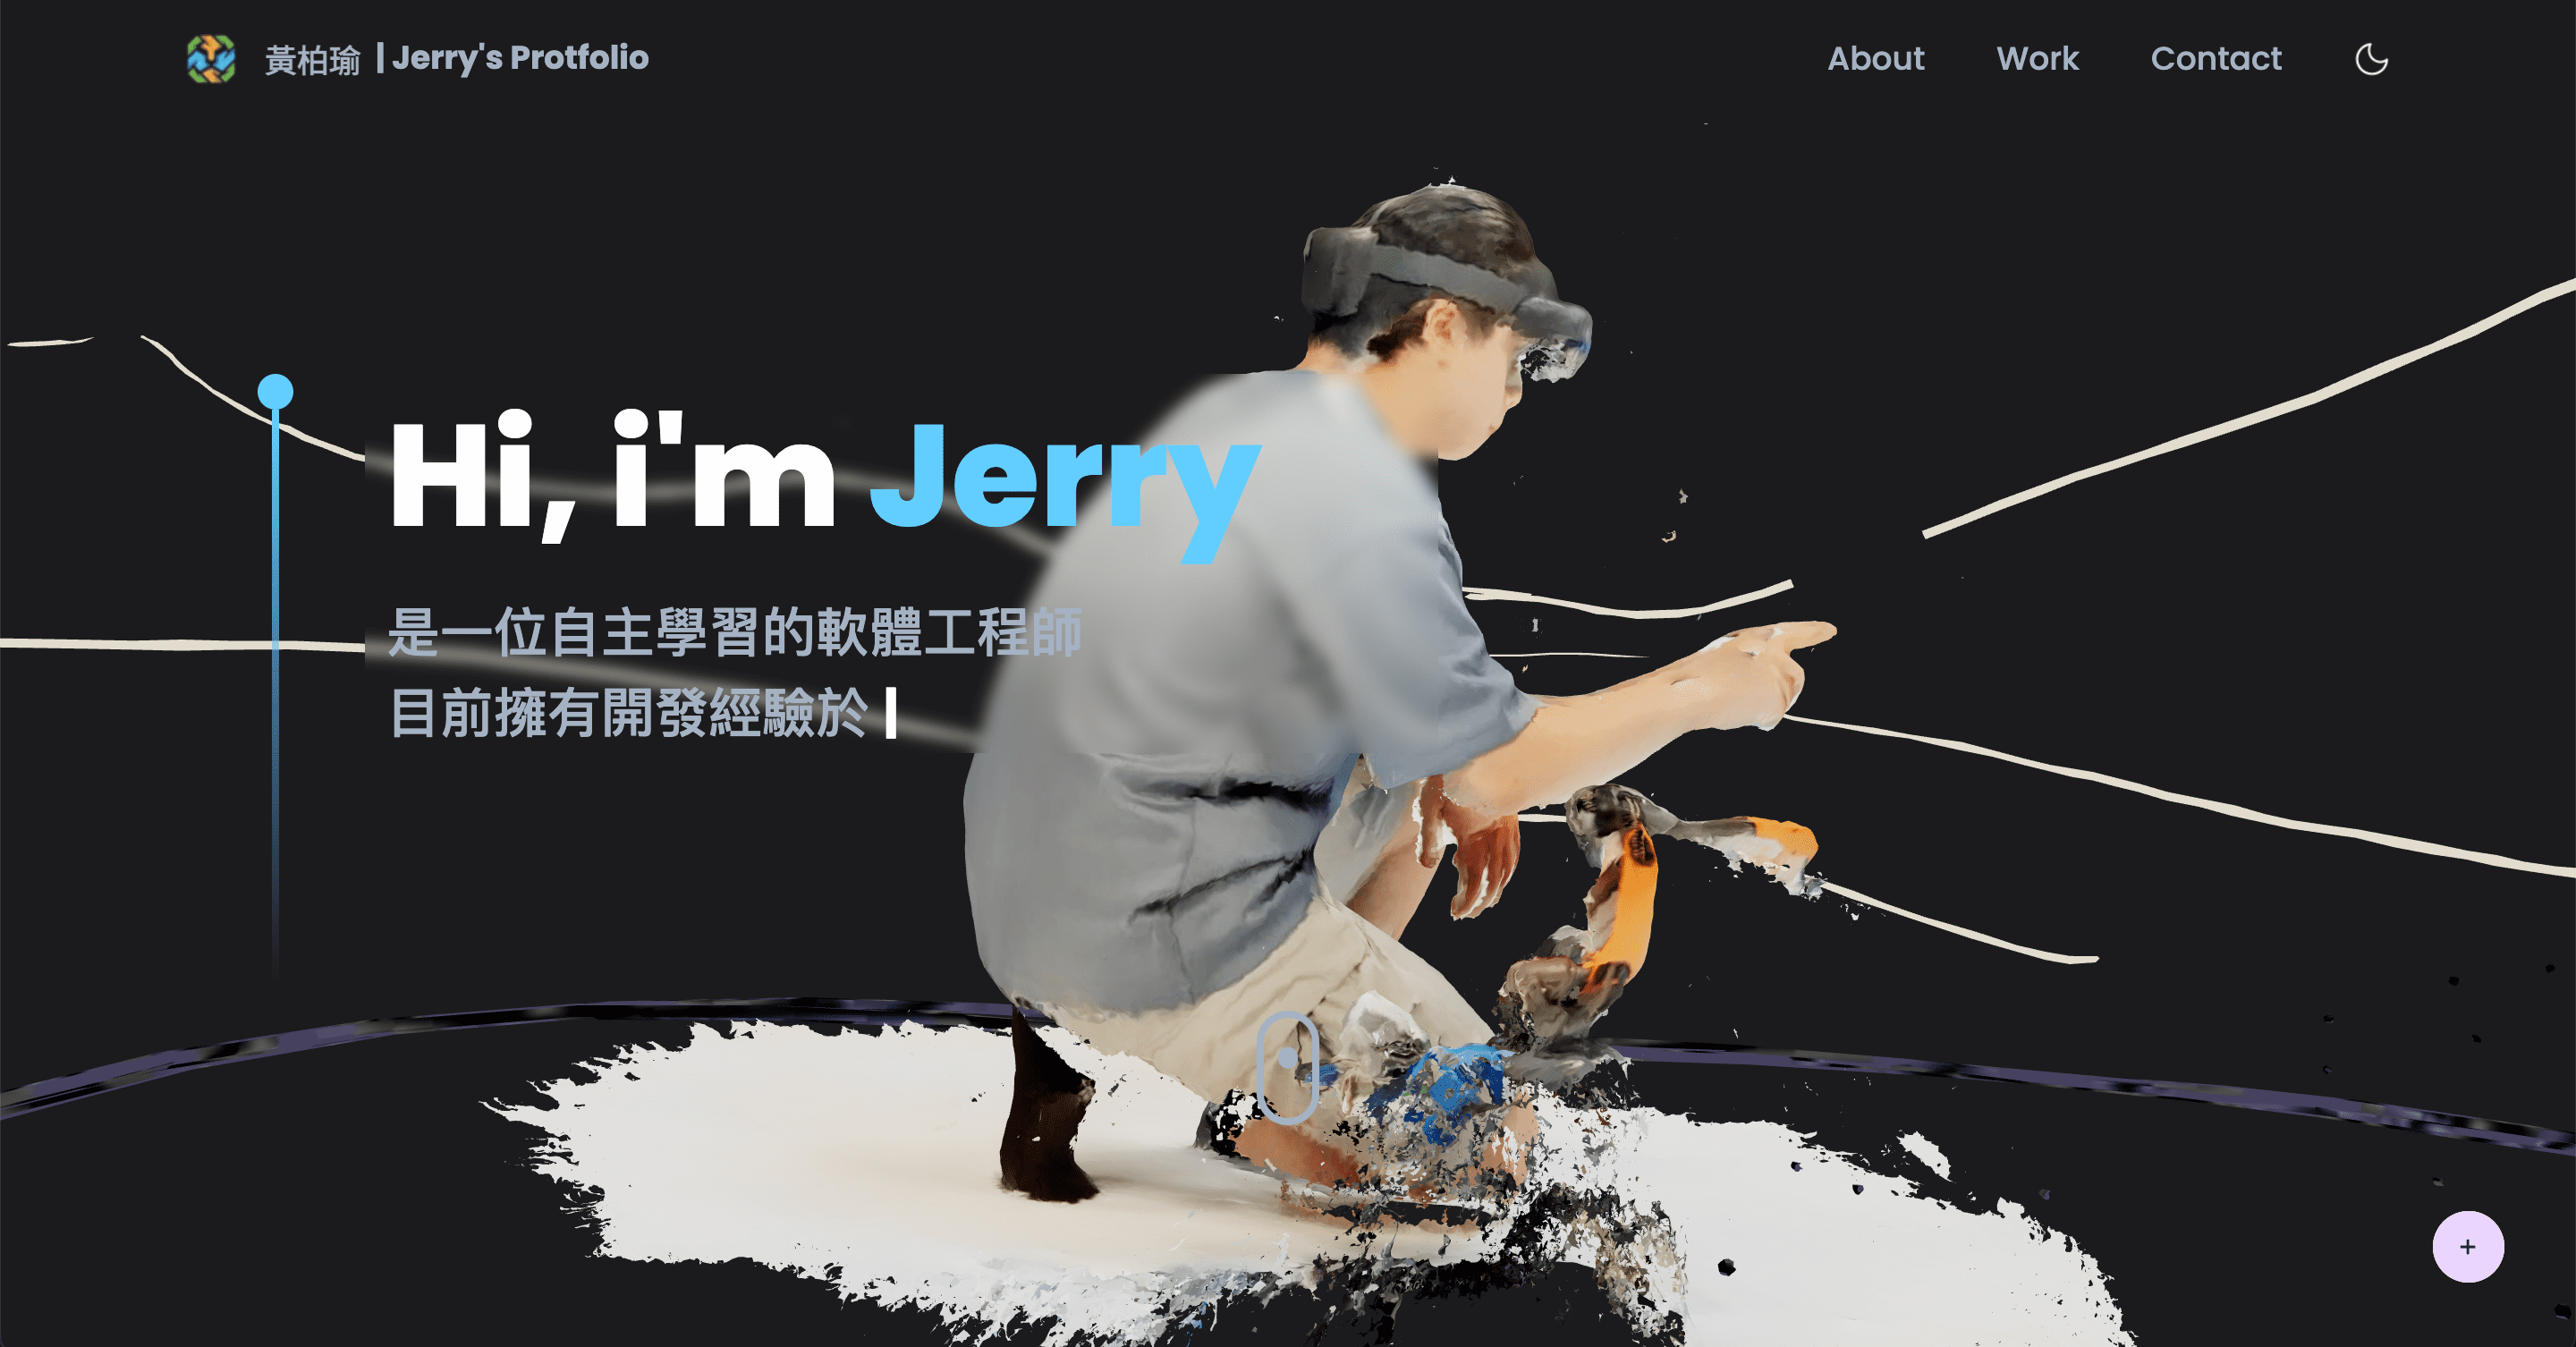 黃柏瑜 | Jerry's Protfolio
About
Work
Contact
Hi, i'm Jerry
是一位自主學習的軟體工程師
目前擁有開發經驗於 |
+